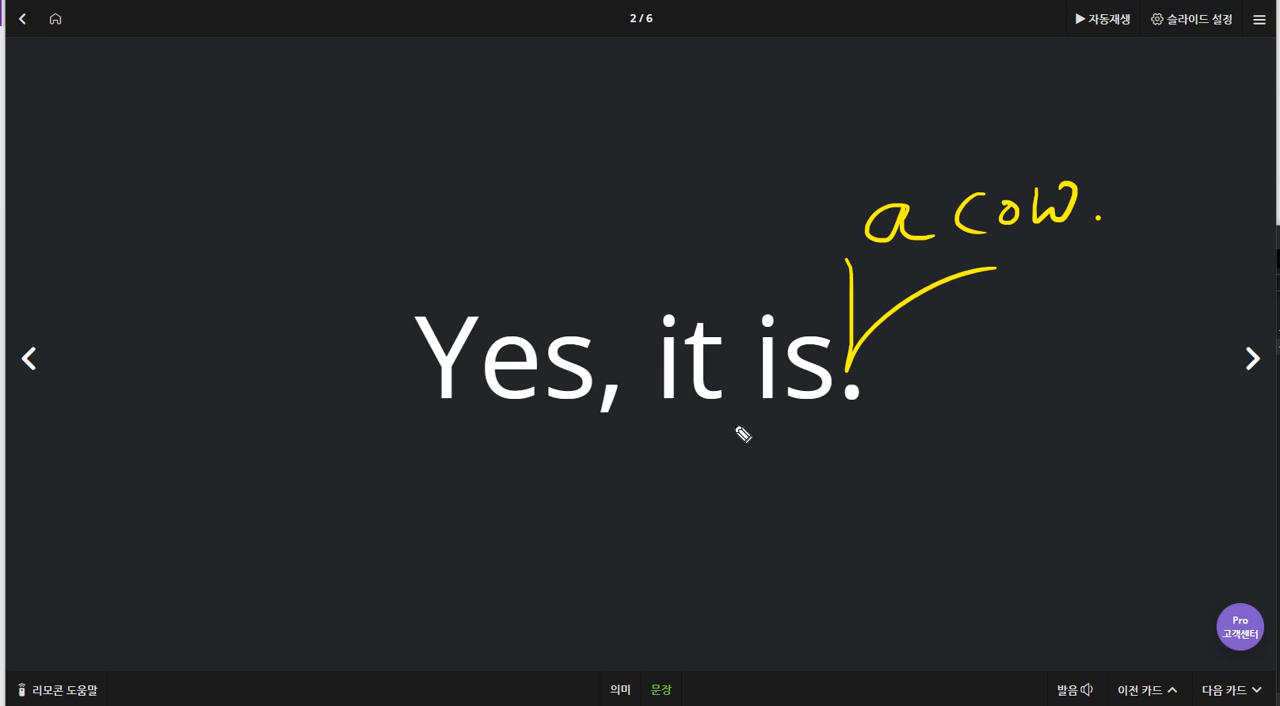 2 / 6
자동재생
슬라이드 설정
a cow.
Yes, it is.
Pro
고객센터
리모콘 도움말
의미
문장
발음
이전 카드
다음 카드